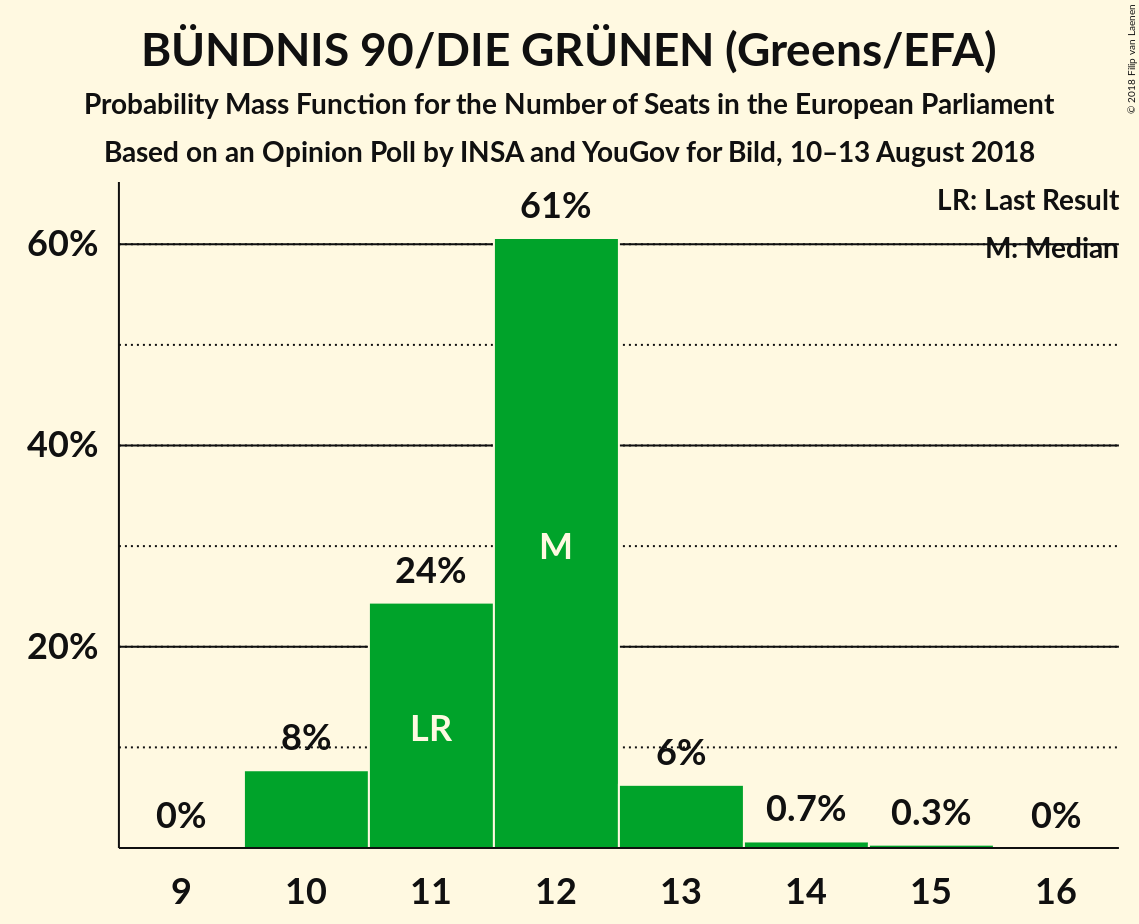 BÜNDNIS 90/DIE GRÜNEN (Greens/EFA)
Probability Mass Function for the Number of Seats in the European Parliament
Based on an Opinion Poll by INSA and YouGov for Bild, 10–13 August 2018
© 2018 Filip van Laenen
LR: Last Result
M: Median
60%
40%
20%
0%
8%
24%
61%
6%
0.7%
0.3%
0%
LR
M
9 10 11 12 13 14 15 16